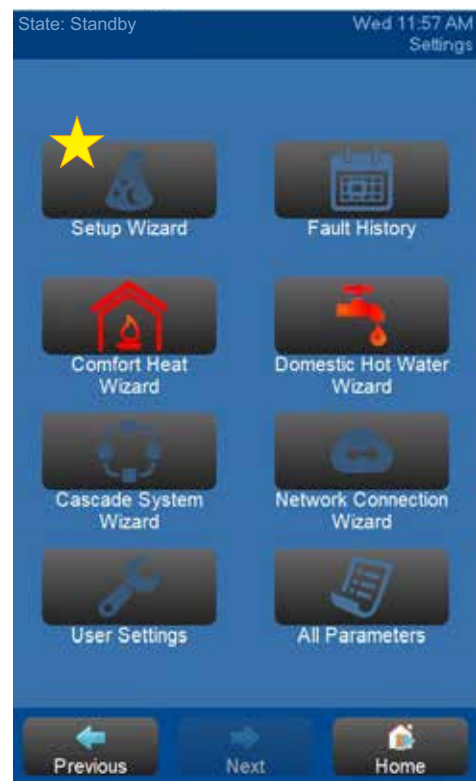 State: Standby
Wed 11:57 AM
Settings
Setup Wizard
Fault History
Comfort Heat
Wizard
Domestic Hot Water
Wizard
Cascade System
Wizard
Network Connection
Wizard
User Settings
All Parameters
Previous
Next
Home